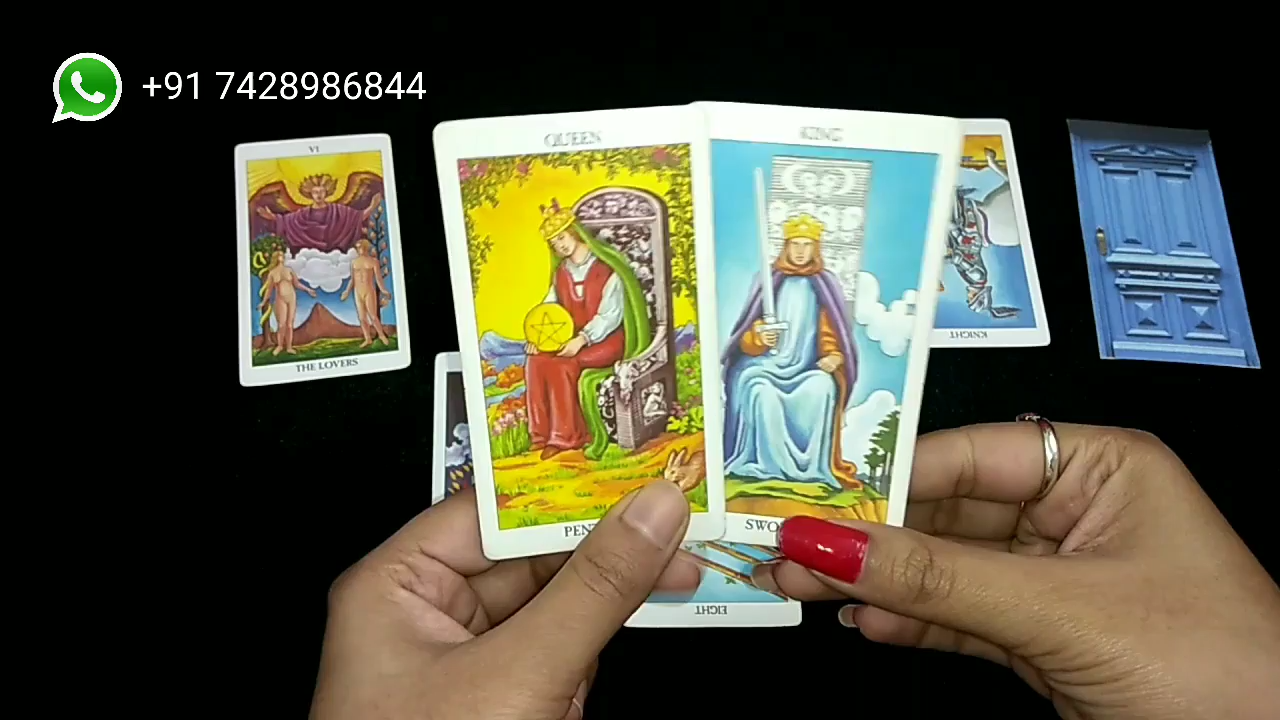 +91 7428986844
VI
THE LOVERS
QUEEN
KING
KNIGHT
PEN
SWO
EIGHT